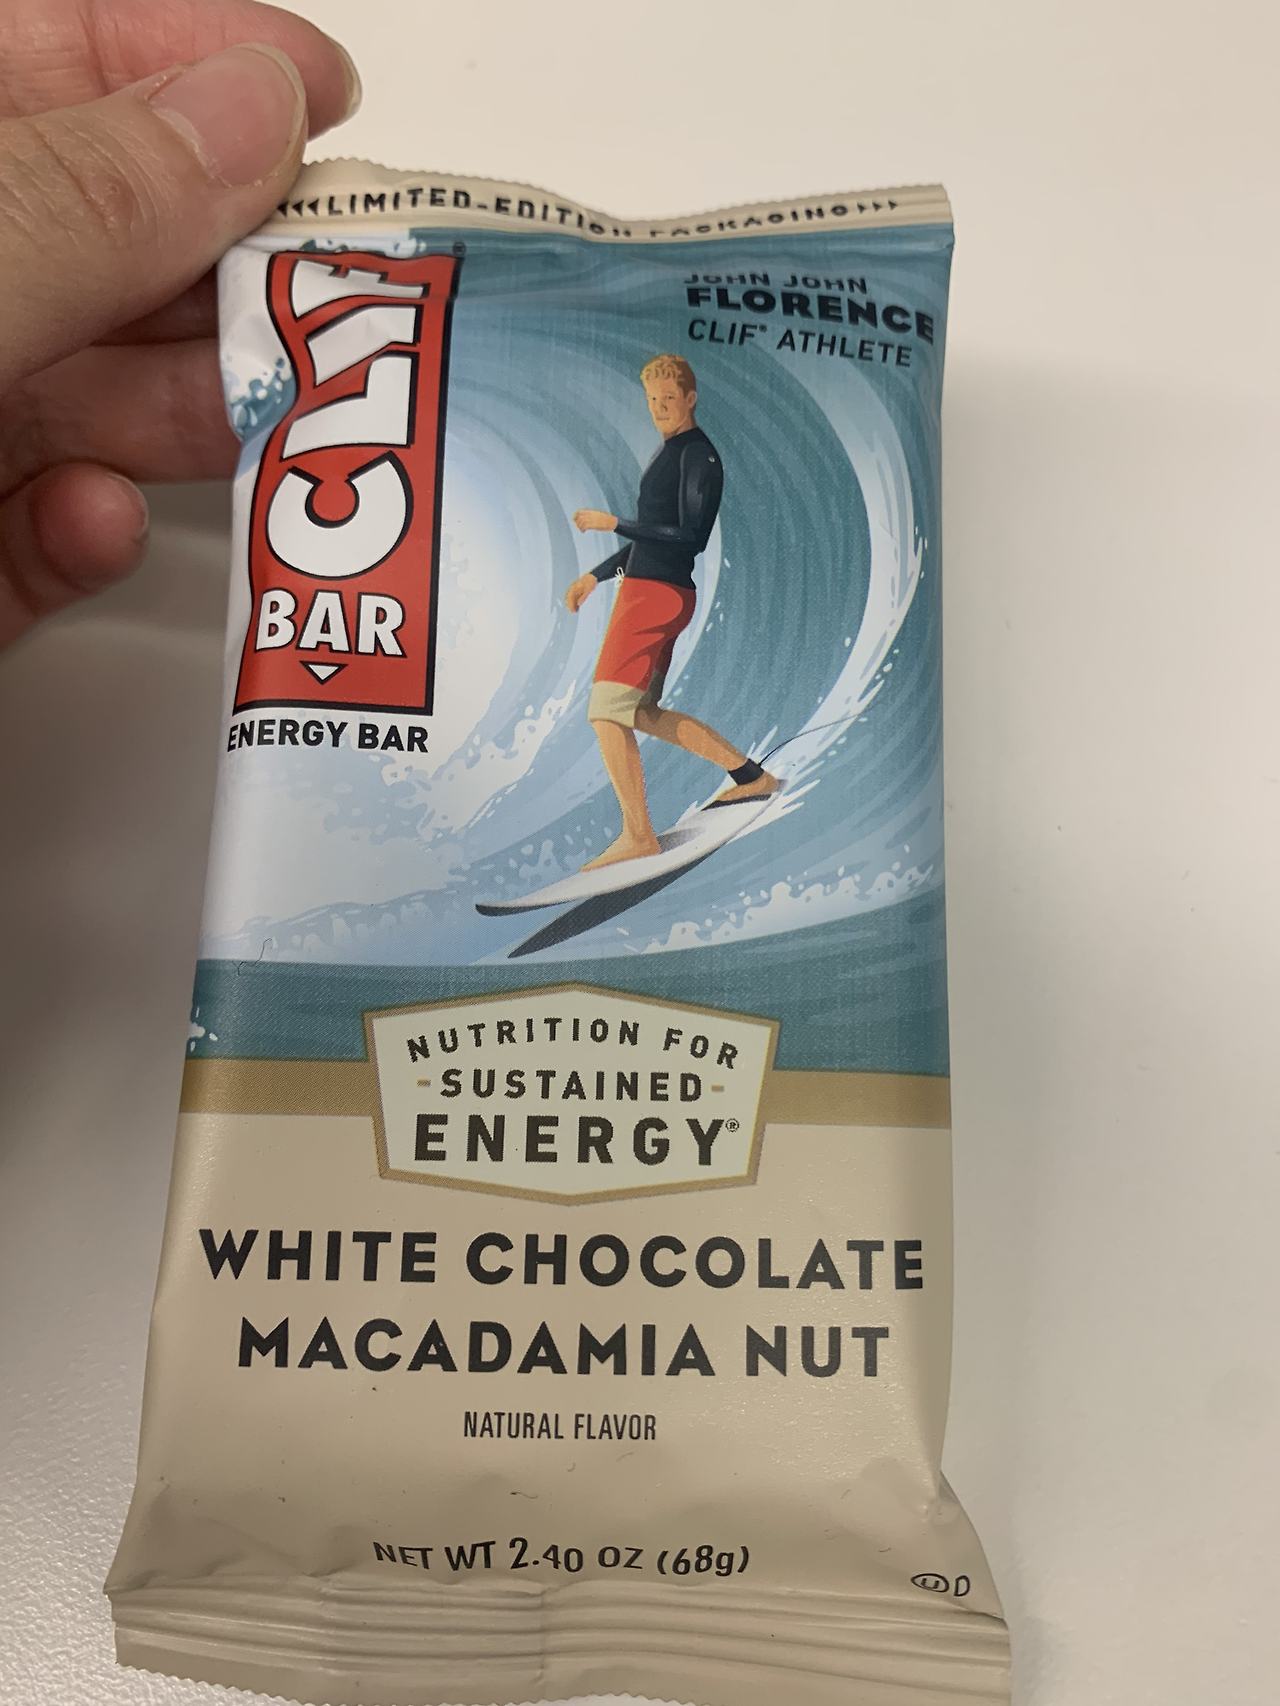 LIMITED-EDITION PACKAGING
CLIF®
BAR
ENERGY BAR
JOHN JOHN
FLORENCE
CLIF® ATHLETE
NUTRITION FOR
-SUSTAINED-
ENERGY®
WHITE CHOCOLATE
MACADAMIA NUT
NATURAL FLAVOR
NET WT 2.40 OZ (68g)
U D